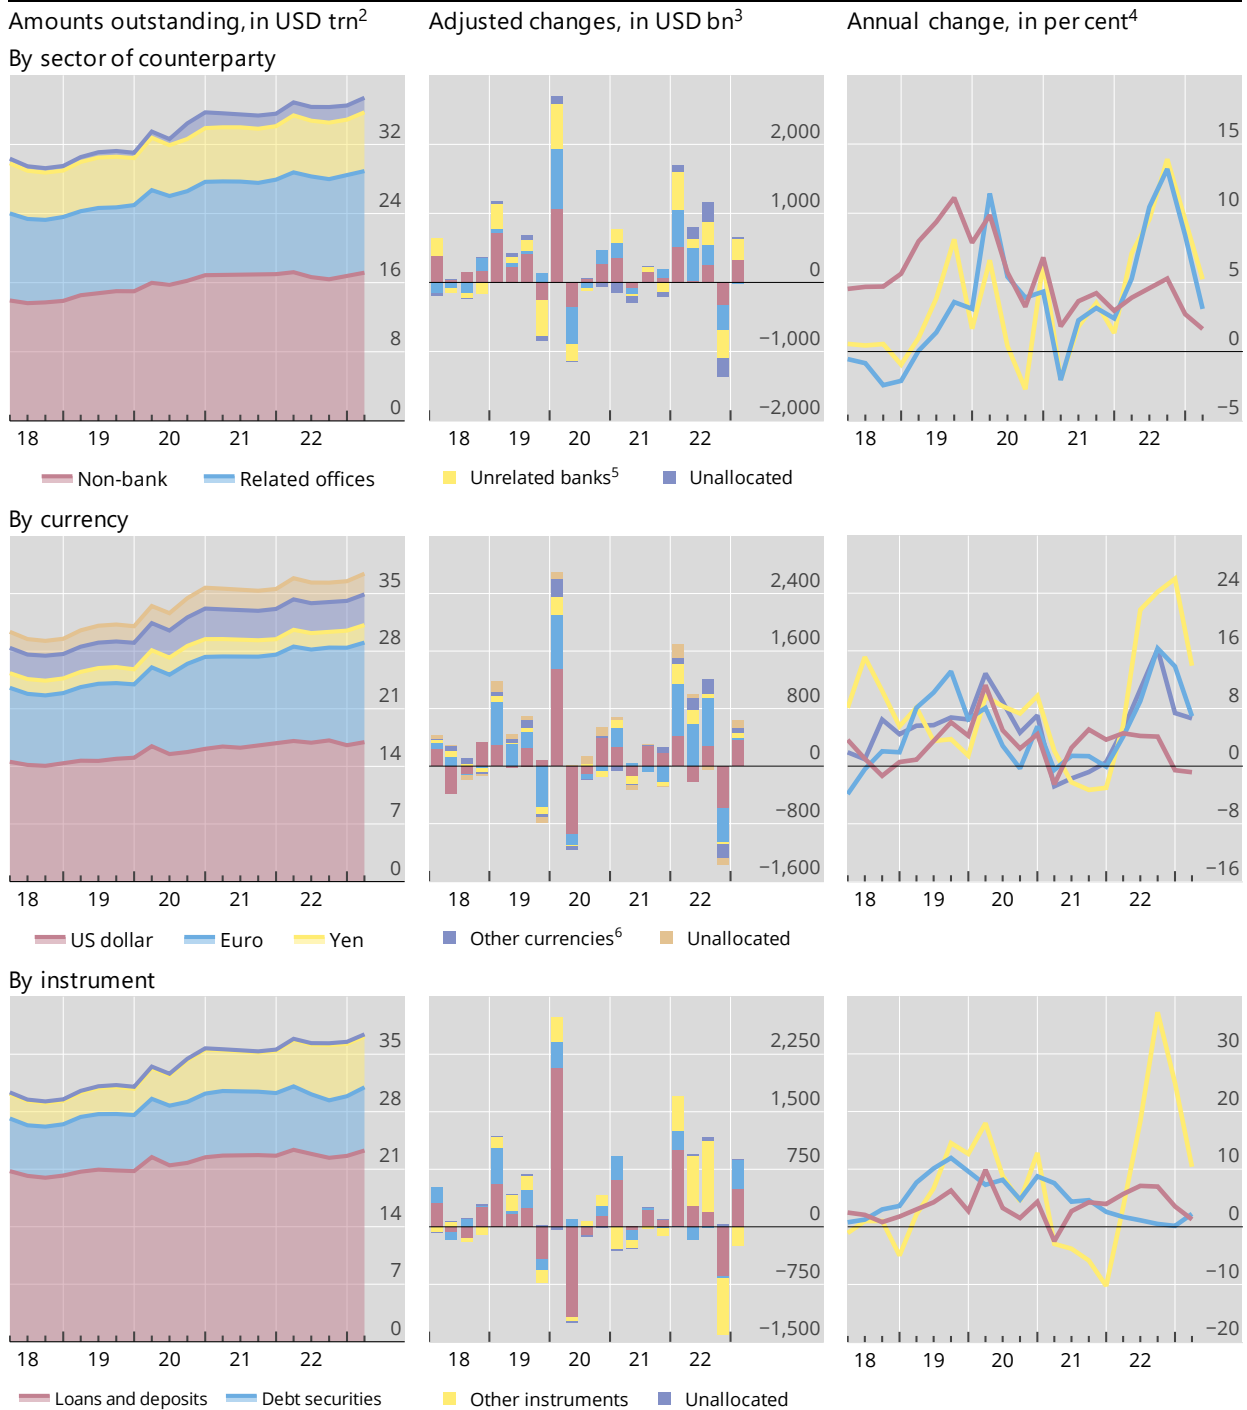 Amounts outstanding, in USD trn²
Adjusted changes, in USD bn³
Annual change, in per cent⁴
By sector of counterparty
32
24
16
8
0
18 19 20 21 22
2,000
1,000
0
−1,000
−2,000
18 19 20 21 22
15
10
5
0
−5
18 19 20 21 22
Non-bank Related offices Unrelated banks⁵ Unallocated
By currency
35
28
21
14
7
0
18 19 20 21 22
2,400
1,600
800
0
−800
−1,600
18 19 20 21 22
24
16
8
0
−8
−16
18 19 20 21 22
US dollar Euro Yen Other currencies⁶ Unallocated
By instrument
35
28
21
14
7
0
18 19 20 21 22
2,250
1,500
750
0
−750
−1,500
18 19 20 21 22
30
20
10
0
−10
−20
18 19 20 21 22
Loans and deposits Debt securities Other instruments Unallocated